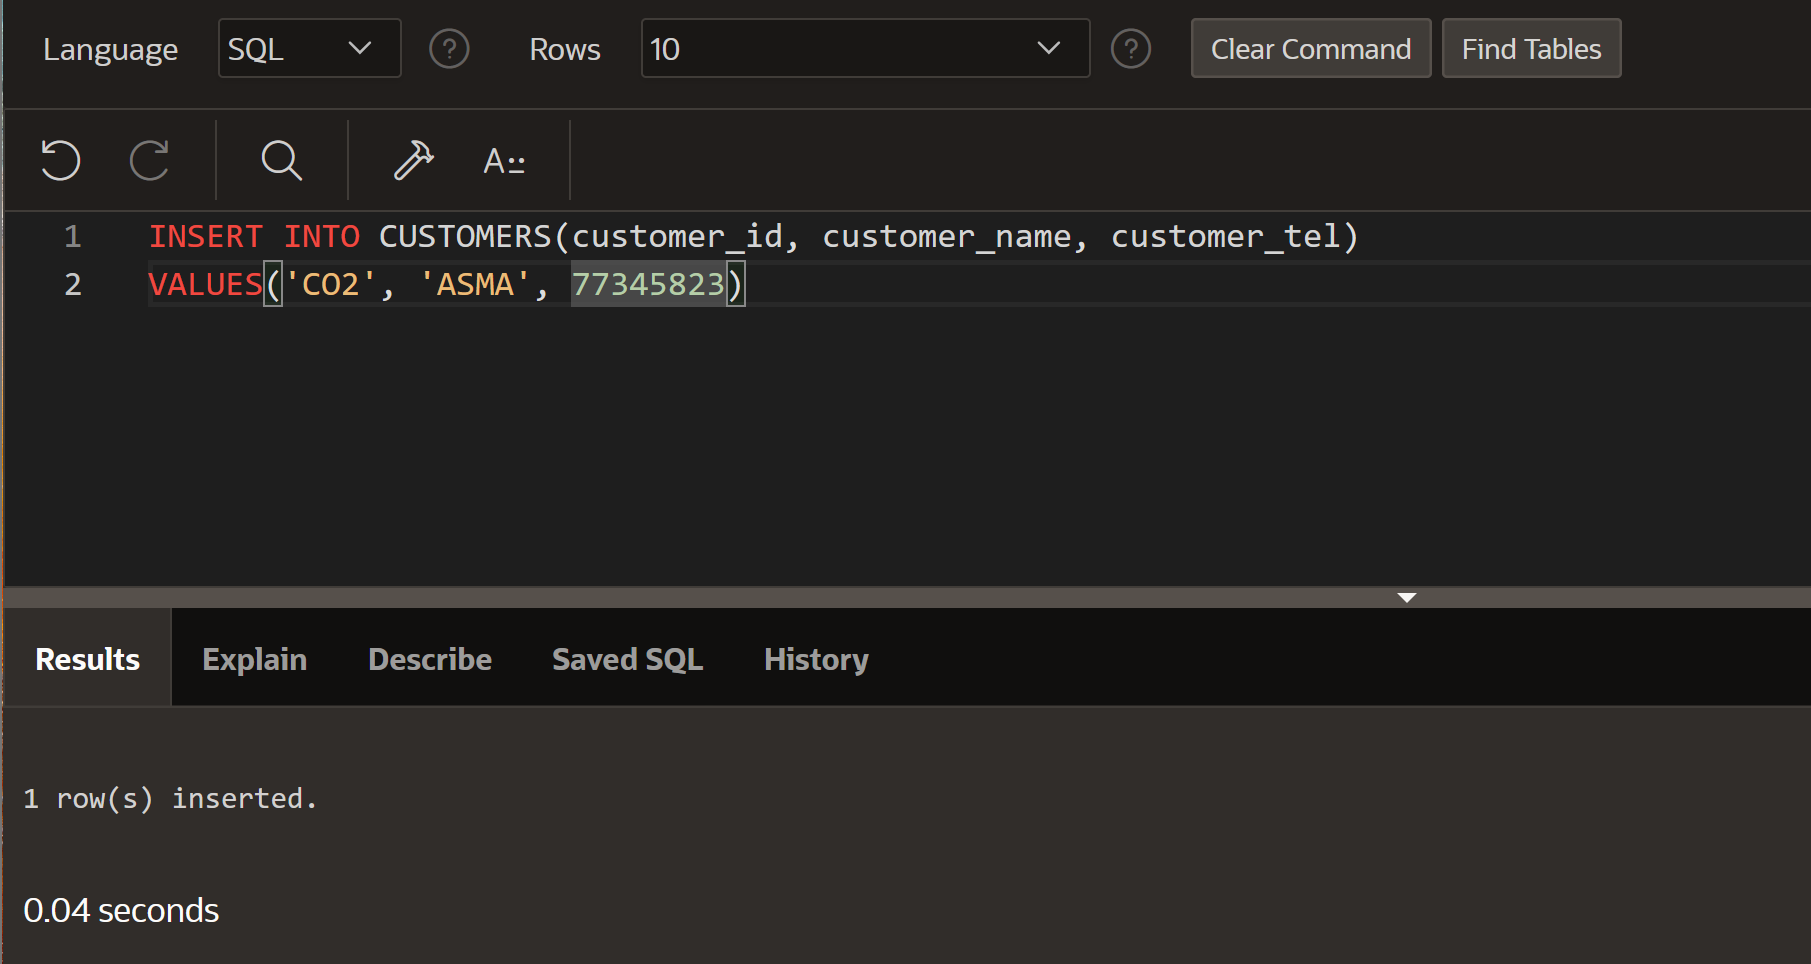 Language SQL ? Rows 10 ? Clear Command Find Tables
A
1 INSERT INTO CUSTOMERS(customer_id, customer_name, customer_tel)
2 VALUES('CO2', 'ASMA', 77345823)
Results Explain Describe Saved SQL History
1 row(s) inserted.
0.04 seconds